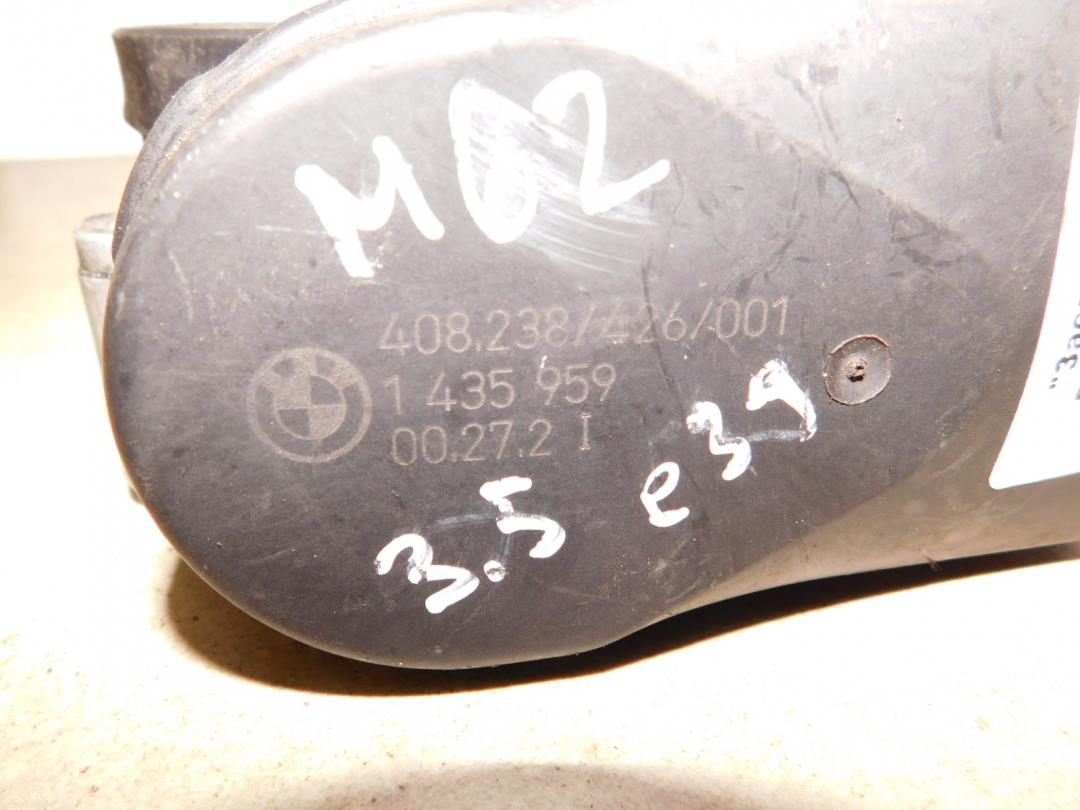 M62
408.238/426/001
1 435 959
00.27.2 I
3.5 e39